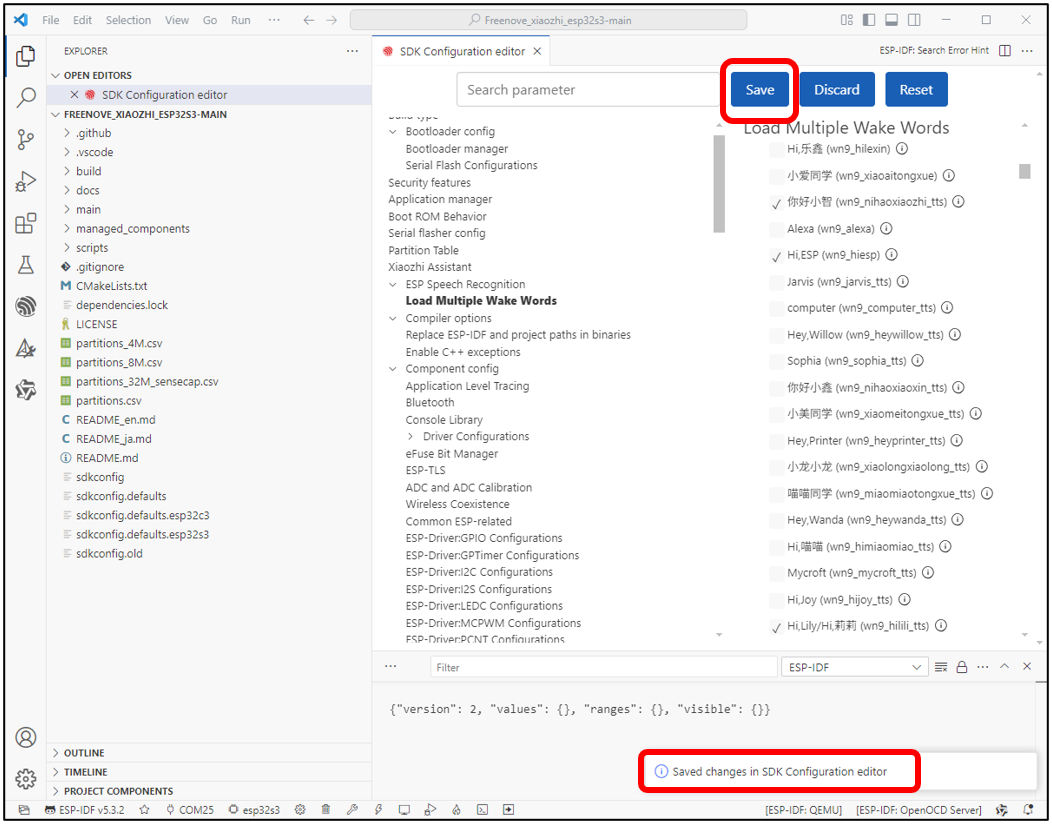 File Edit Selection View Go Run ··· Freenove_xiaozhi_esp32s3-main
EXPLORER ···
OPEN EDITORS
SDK Configuration editor
FREENOVE_XIAOZHI_ESP32S3-MAIN
.github
.vscode
build
docs
main
managed_components
scripts
.gitignore
CMakeLists.txt
dependencies.lock
LICENSE
partitions_4M.csv
partitions_8M.csv
partitions_32M_sensecap.csv
partitions.csv
README_en.md
README_ja.md
README.md
sdkconfig
sdkconfig.defaults
sdkconfig.defaults.esp32c3
sdkconfig.defaults.esp32s3
sdkconfig.old
OUTLINE
TIMELINE
PROJECT COMPONENTS
SDK Configuration editor
ESP-IDF: Search Error Hint ···
Search parameter
Save Discard Reset
Build type
Bootloader config
Bootloader manager
Serial Flash Configurations
Security features
Application manager
Boot ROM Behavior
Serial flasher config
Partition Table
Xiaozhi Assistant
ESP Speech Recognition
Load Multiple Wake Words
Compiler options
Replace ESP-IDF and project paths in binaries
Enable C++ exceptions
Component config
Application Level Tracing
Bluetooth
Console Library
Driver Configurations
eFuse Bit Manager
ESP-TLS
ADC and ADC Calibration
Wireless Coexistence
Common ESP-related
ESP-Driver:GPIO Configurations
ESP-Driver:GPTimer Configurations
ESP-Driver:I2C Configurations
ESP-Driver:I2S Configurations
ESP-Driver:LEDC Configurations
ESP-Driver:MCPWM Configurations
ESP-Driver:PCNT Configurations
Load Multiple Wake Words
Hi,乐鑫 (wn9_hilexin)
小爱同学 (wn9_xiaoaitongxue)
你好小智 (wn9_nihaoxiaozhi_tts)
Alexa (wn9_alexa)
Hi,ESP (wn9_hiesp)
Jarvis (wn9_jarvis_tts)
computer (wn9_computer_tts)
Hey,Willow (wn9_heywillow_tts)
Sophia (wn9_sophia_tts)
你好小鑫 (wn9_nihaoxiaoxin_tts)
小美同学 (wn9_xiaomeitongxue_tts)
Hey,Printer (wn9_heyprinter_tts)
小龙小龙 (wn9_xiaolongxiaolong_tts)
喵喵同学 (wn9_miaomiaotongxue_tts)
Hey,Wanda (wn9_heywanda_tts)
Hi,喵喵 (wn9_himiaomiao_tts)
Mycroft (wn9_mycroft_tts)
Hi,Joy (wn9_hijoy_tts)
Hi,Lily/Hi,莉莉 (wn9_hilili_tts)
··· Filter ESP-IDF ···
{"version": 2, "values": {}, "ranges": {}, "visible": {}}
Saved changes in SDK Configuration editor
ESP-IDF v5.3.2 COM25 esp32s3 [ESP-IDF: QEMU] [ESP-IDF: OpenOCD Server]